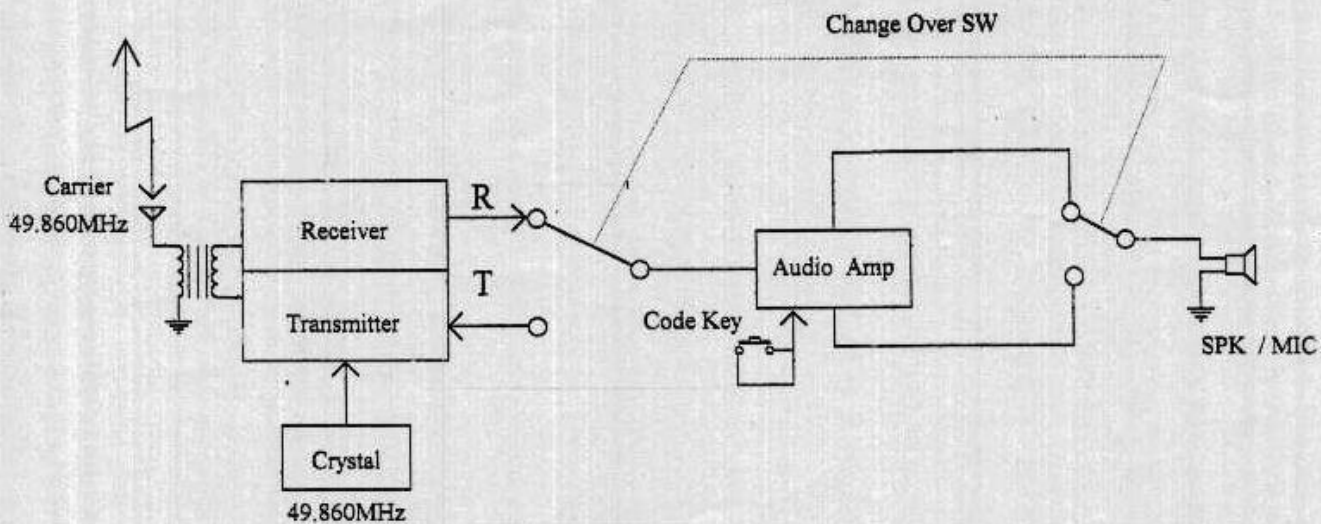 Change Over SW
Carrier
49.860MHz
R
Receiver
T
Transmitter
Audio Amp
Code Key
SPK / MIC
Crystal
49.860MHz